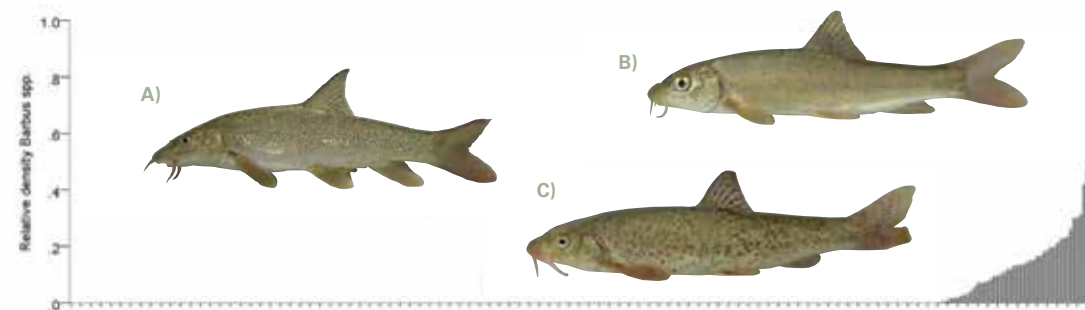 Relative density Barbus spp.
1.0
.8
.6
.4
.2
0
A)
B)
C)